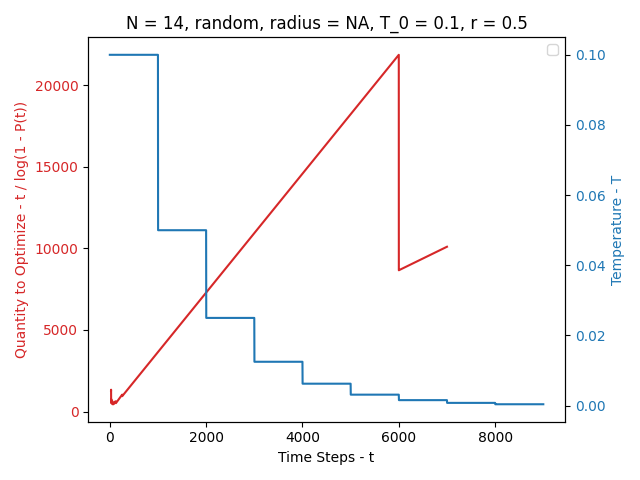 N = 14, random, radius = NA, T_0 = 0.1, r = 0.5
Quantity to Optimize - t / log(1 - P(t))
20000
15000
10000
5000
0
0.10
0.08
0.06
0.04
0.02
0.00
Temperature - T
0 2000 4000 6000 8000
Time Steps - t